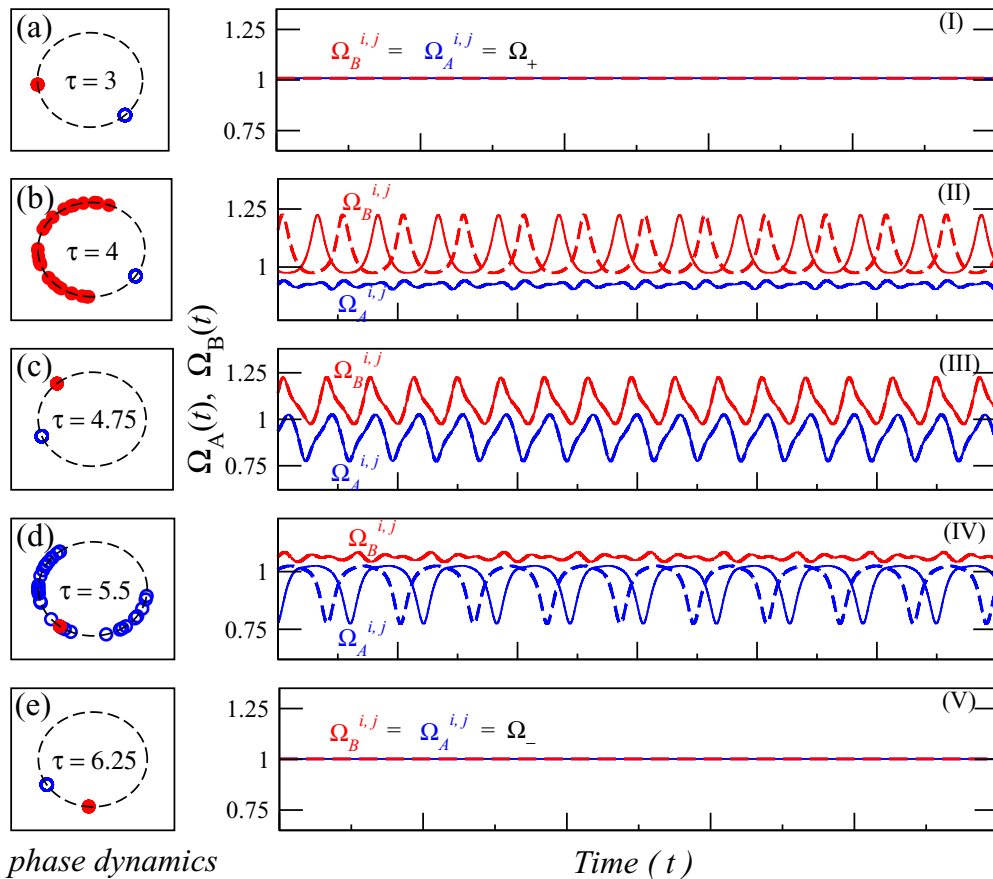 (a)
τ = 3
1.25
1
0.75
Ω_B^{i,j} = Ω_A^{i,j} = Ω_+
(I)
(b)
τ = 4
1.25
1
Ω_B^{i,j}
Ω_A^{i,j}
(II)
(c)
τ = 4.75
1.25
1
0.75
Ω_B^{i,j}
Ω_A^{i,j}
(III)
(d)
τ = 5.5
1
0.75
Ω_B^{i,j}
Ω_A^{i,j}
(IV)
(e)
τ = 6.25
1.25
1
0.75
Ω_B^{i,j} = Ω_A^{i,j} = Ω_−
(V)
Ω_A(t), Ω_B(t)
phase dynamics
Time ( t )